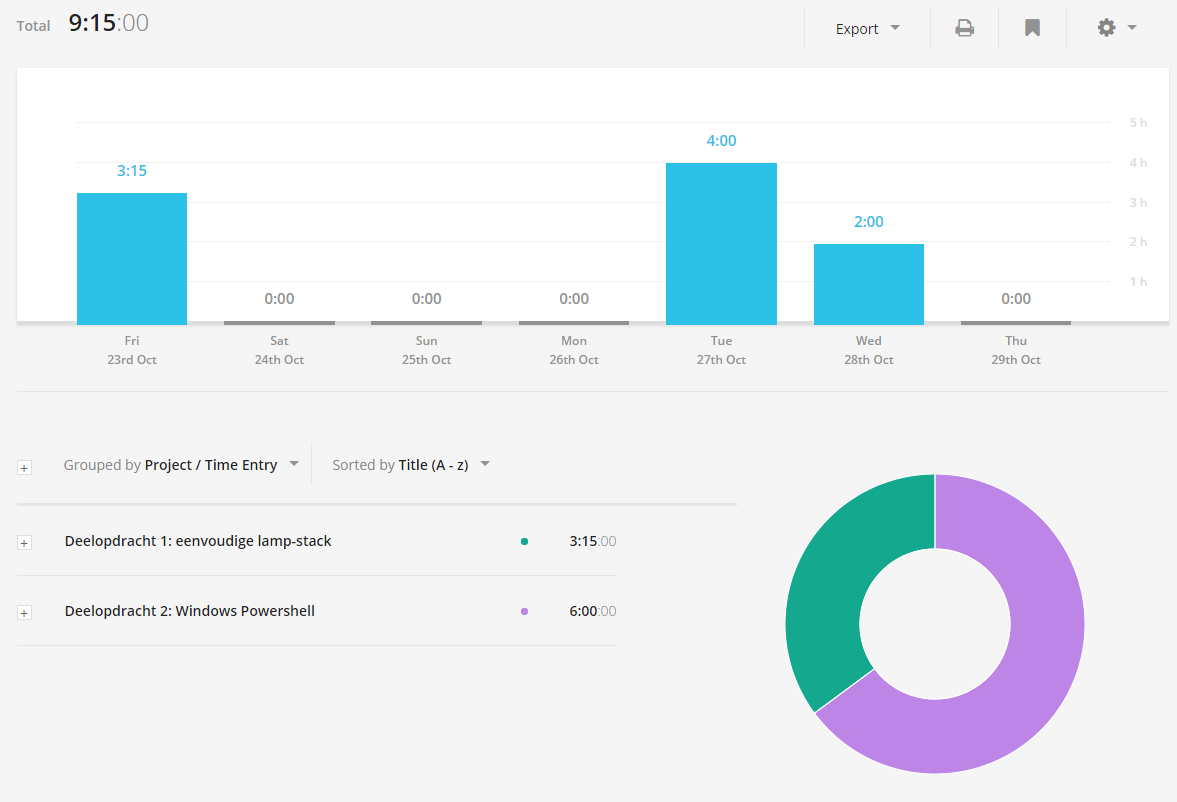 Total 9:15:00 Export
5 h
4:00
4 h
3:15
3 h
2:00
2 h
1 h
0:00 0:00 0:00 0:00
Fri Sat Sun Mon Tue Wed Thu
23rd Oct 24th Oct 25th Oct 26th Oct 27th Oct 28th Oct 29th Oct
Grouped by Project / Time Entry Sorted by Title (A - z)
Deelopdracht 1: eenvoudige lamp-stack 3:15:00
Deelopdracht 2: Windows Powershell 6:00:00